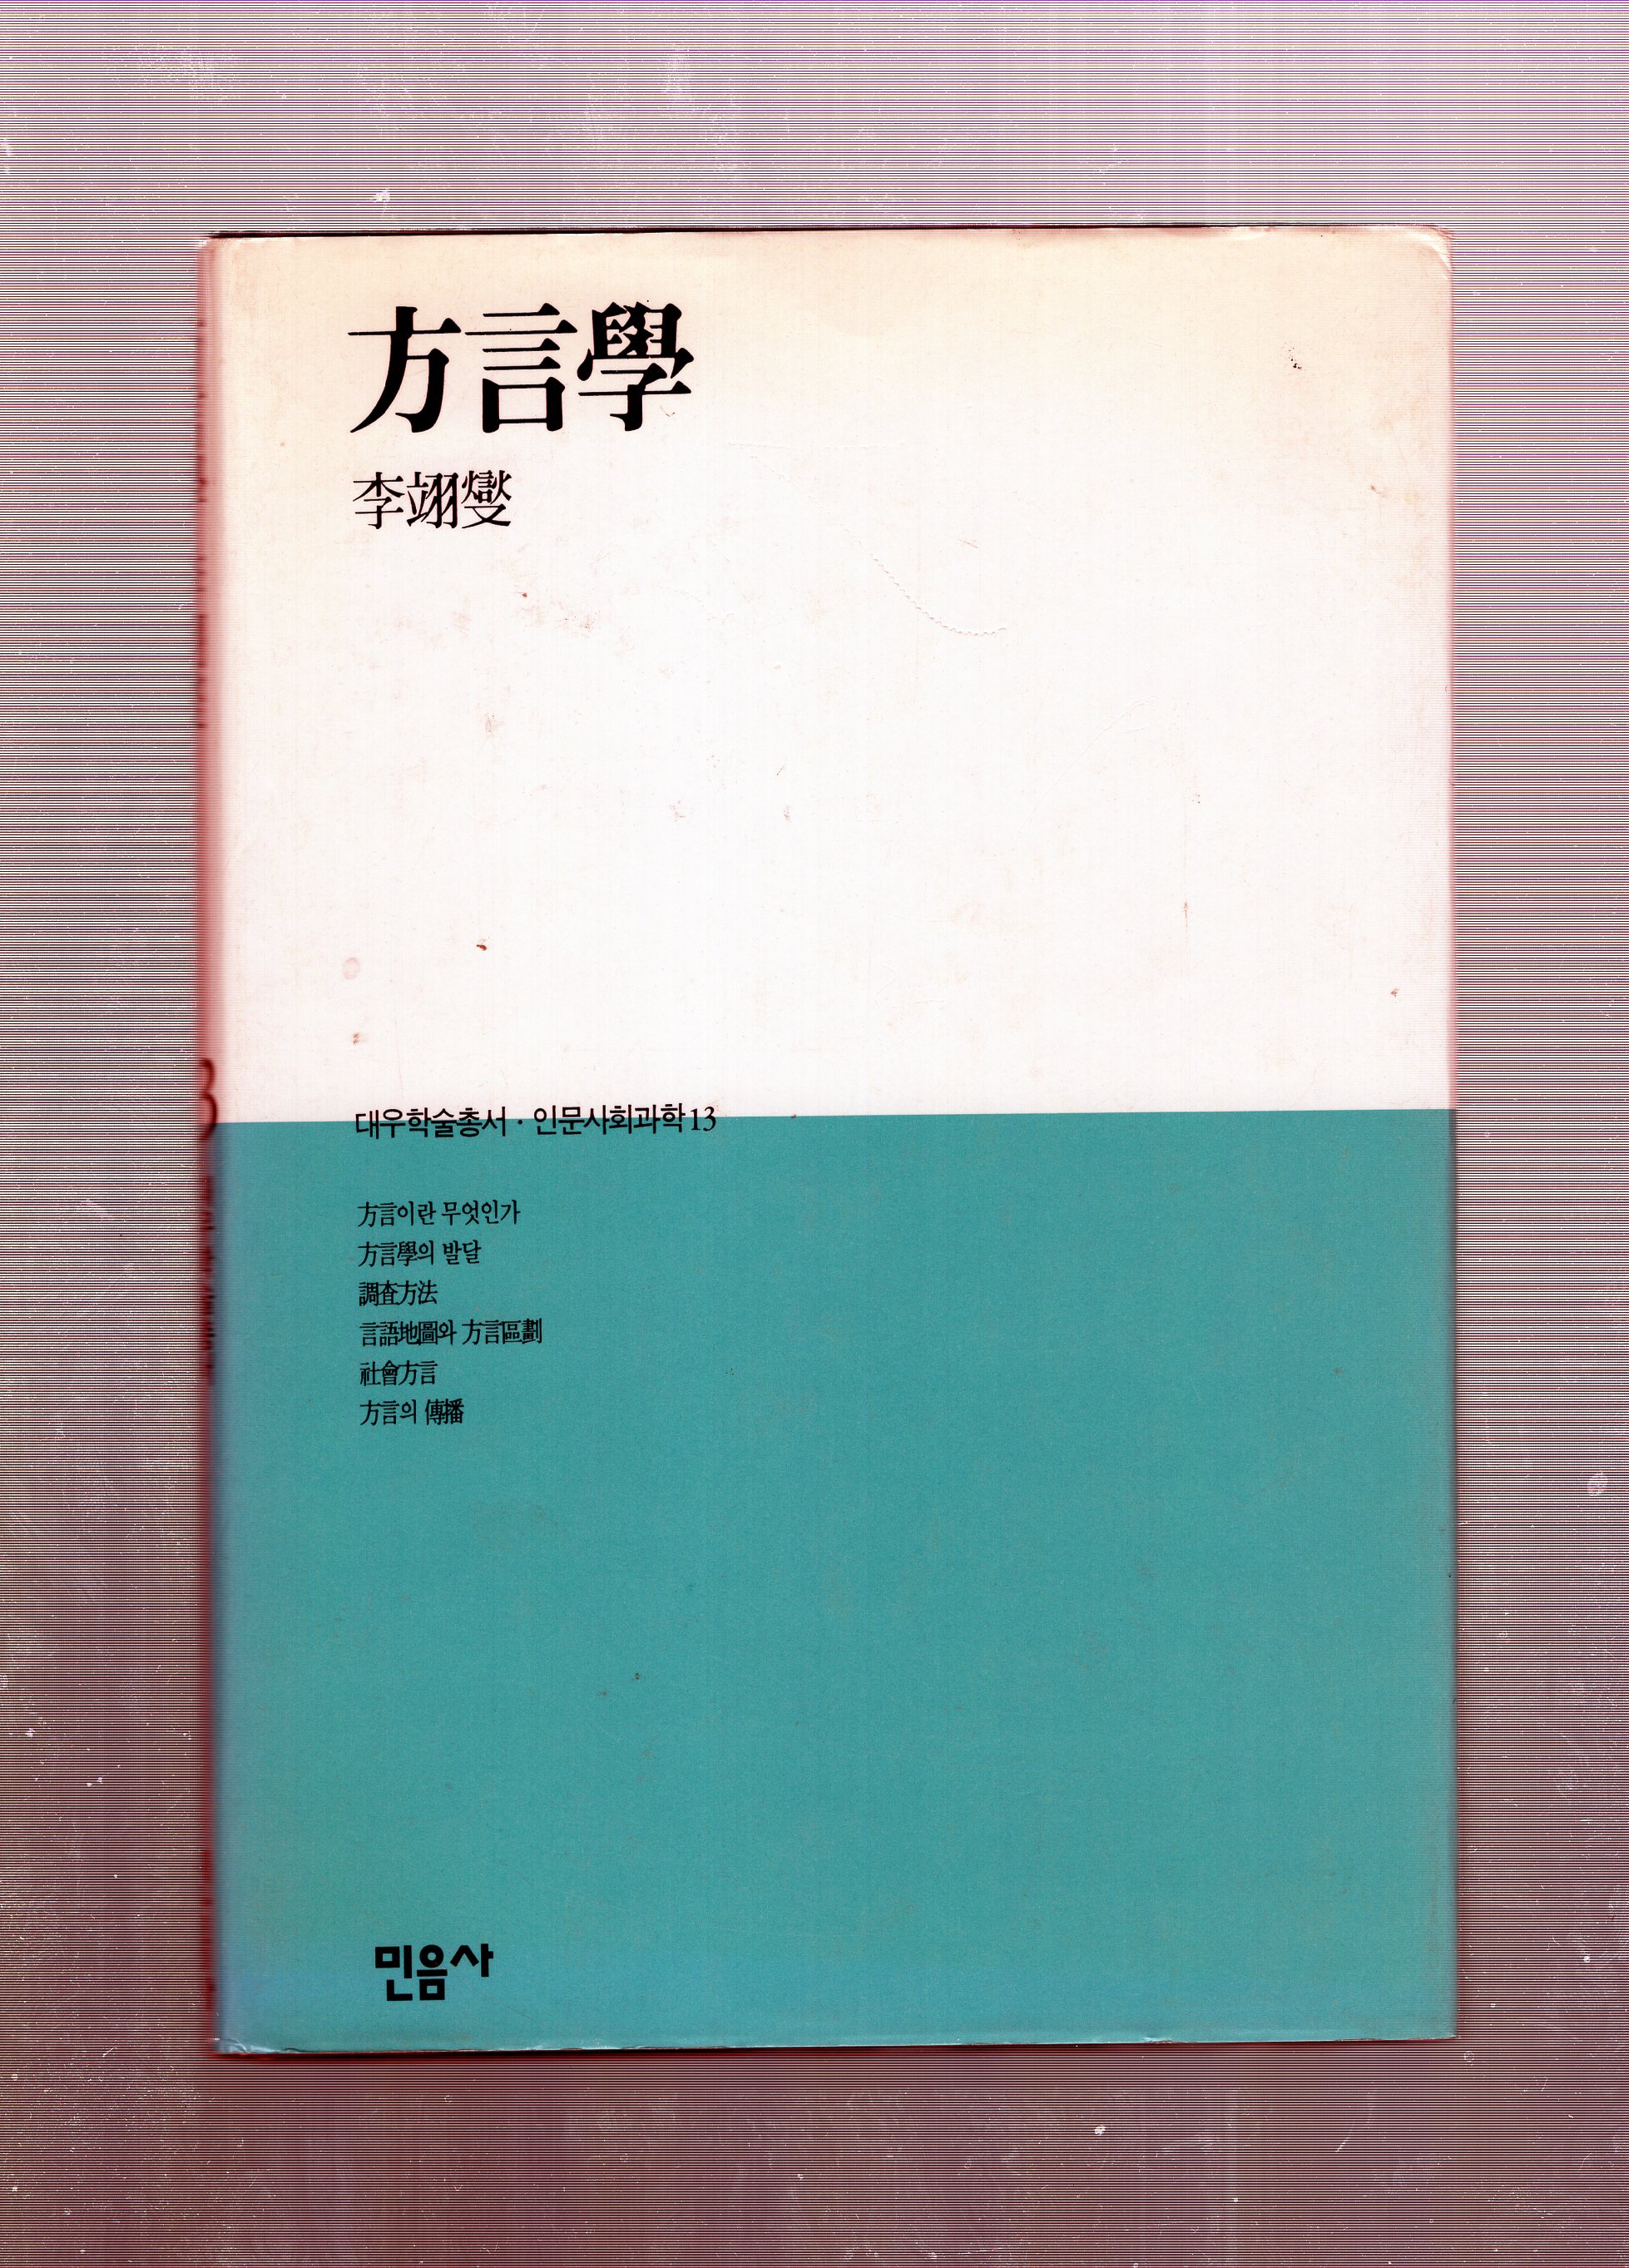 方言學
李翊燮
대우학술총서·인문사회과학 13
方言이란 무엇인가
方言學의 발달
調査方法
言語地圖와 方言區劃
社會方言
方言의 傳播
민음사